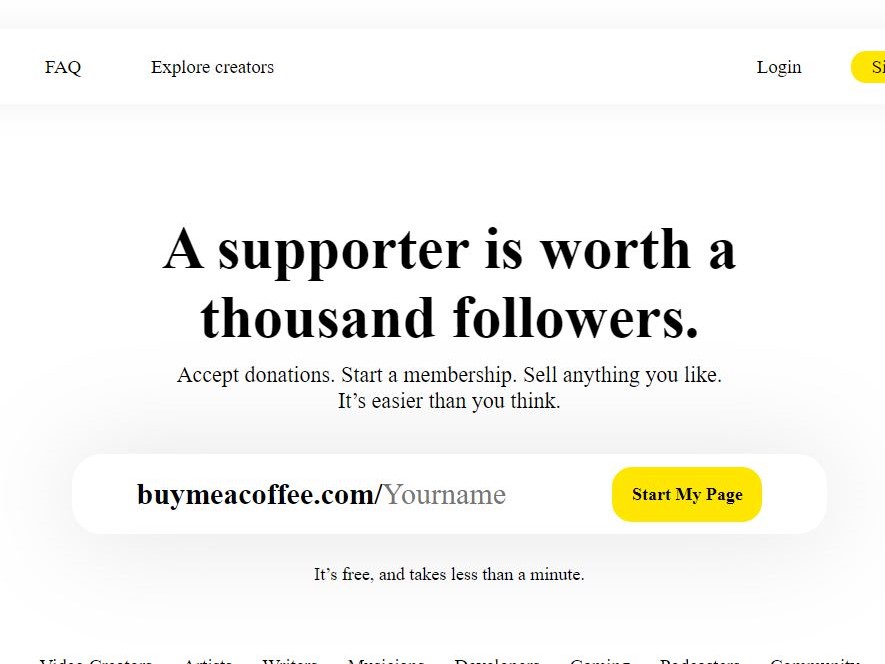 FAQ Explore creators Login
A supporter is worth a
thousand followers.
Accept donations. Start a membership. Sell anything you like.
It’s easier than you think.
buymeacoffee.com/Yourname Start My Page
It’s free, and takes less than a minute.
Video Creators Artists Writers Musicians Developers Gaming Podcasters Community